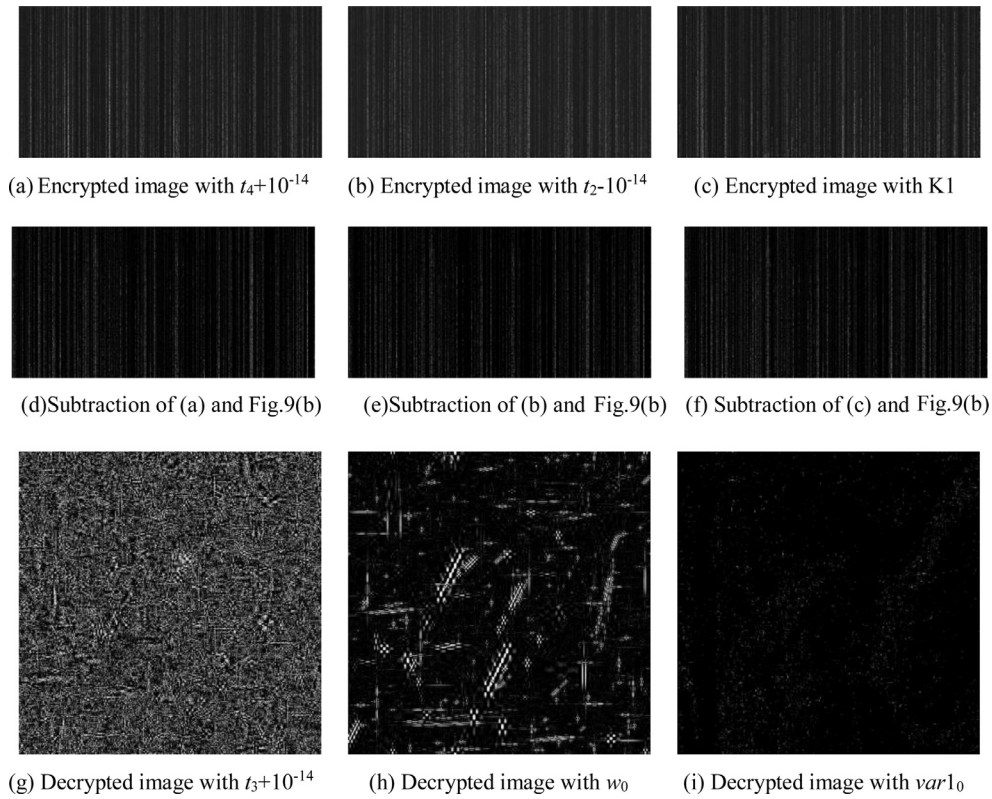 (a) Encrypted image with t₄+10⁻¹⁴
(b) Encrypted image with t₂-10⁻¹⁴
(c) Encrypted image with K1
(d)Subtraction of (a) and Fig.9(b)
(e)Subtraction of (b) and Fig.9(b)
(f) Subtraction of (c) and Fig.9(b)
(g) Decrypted image with t₃+10⁻¹⁴
(h) Decrypted image with w₀
(i) Decrypted image with var1₀